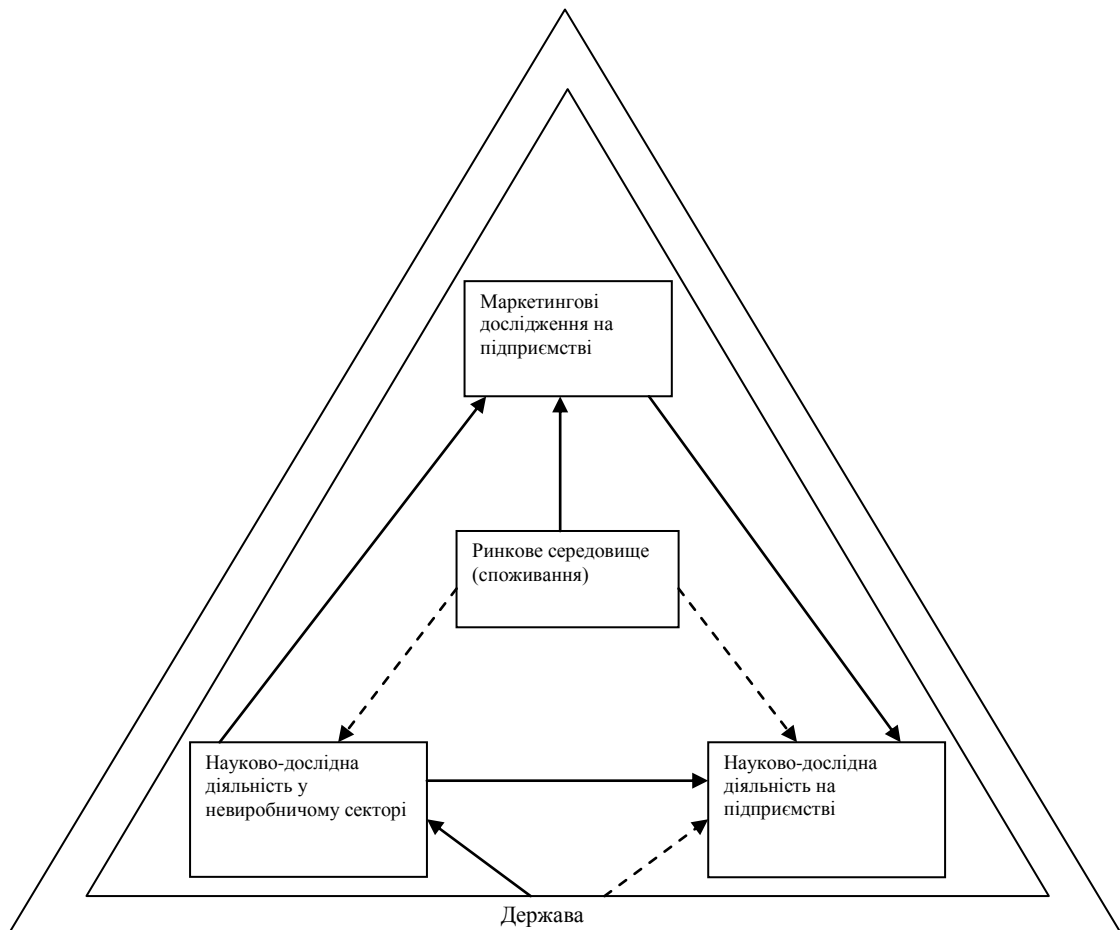 Маркетингові
дослідження на
підприємстві
Ринкове середовище
(споживання)
Науково-дослідна
діяльність у
невиробничому секторі
Науково-дослідна
діяльність на
підприємстві
Держава